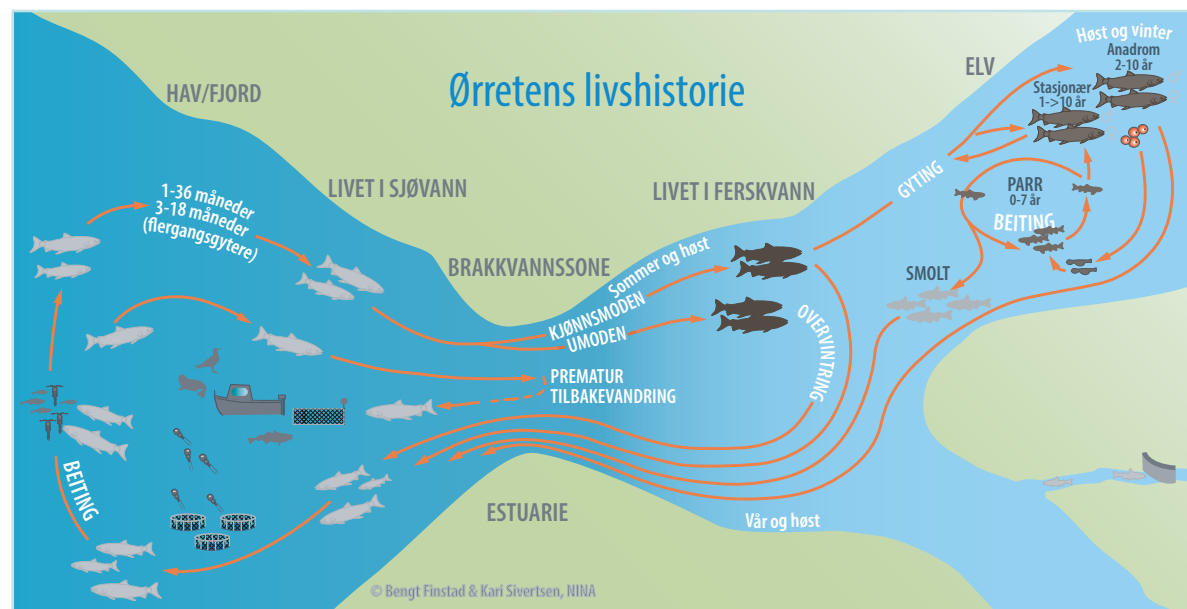 Ørretens livshistorie
HAV/FJORD
LIVET I SJØVANN
BRAKKVANNSSONE
LIVET I FERSKVANN
ELV
Høst og vinter
Anadrom
2-10 år
Stasjonær
1->10 år
GYTING
PARR
0-7 år
BEITING
SMOLT
1-36 måneder
3-18 måneder
(flergangsgytere)
Sommer og høst
KJØNNSMODEN
UMODEN
OVERVINTRING
PREMATUR
TILBAKEVANDRING
BEITING
ESTUARIE
Vår og høst
© Bengt Finstad & Kari Sivertsen, NINA